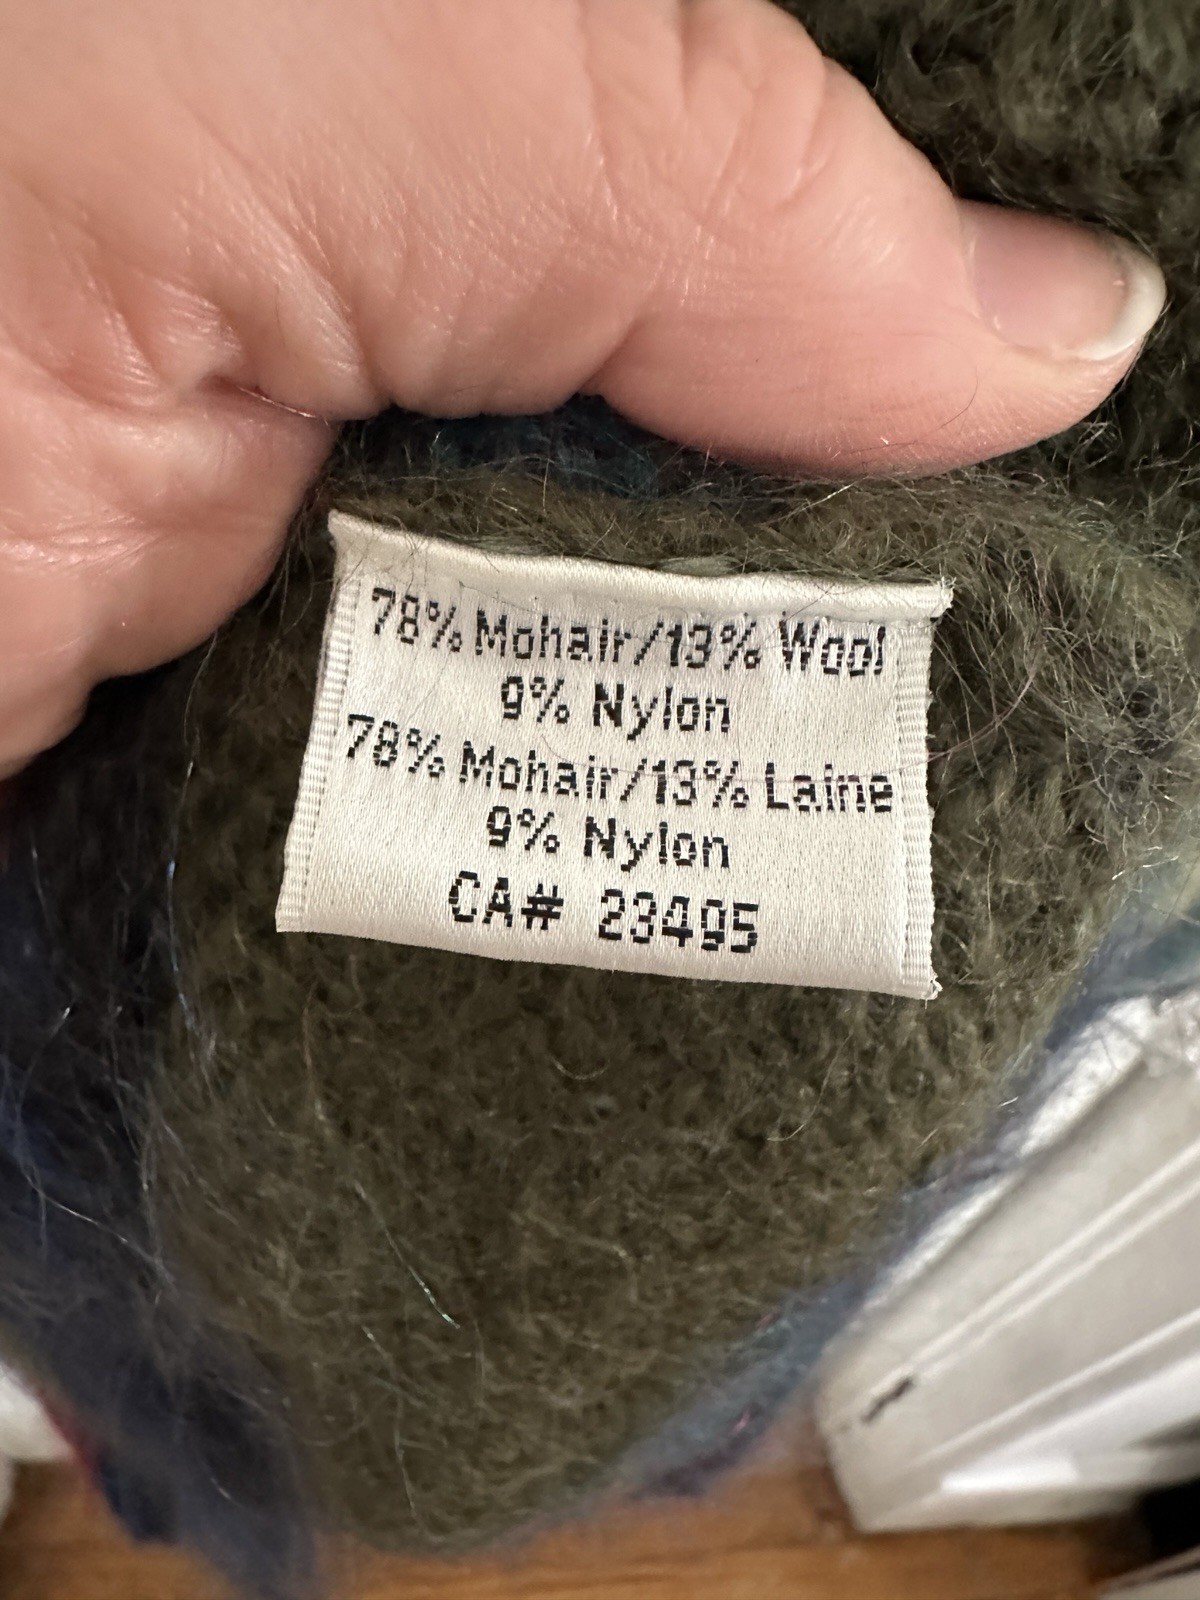 78% Mohair/13% Wool
9% Nylon
78% Mohair/13% Laine
9% Nylon
CA# 23495